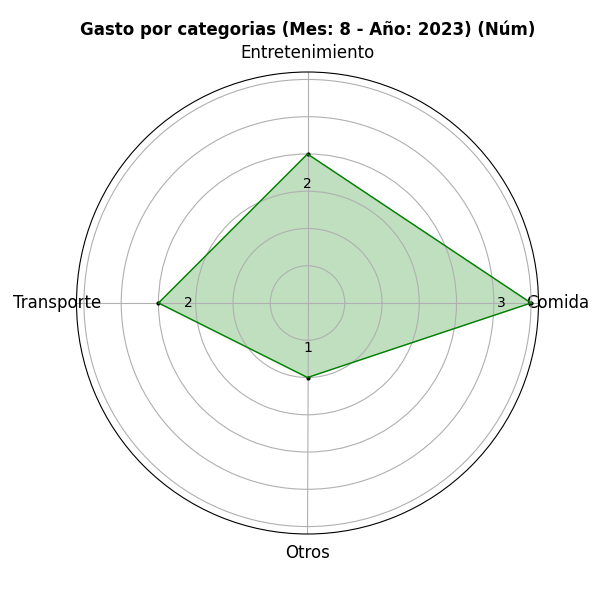 Gasto por categorias (Mes: 8 - Año: 2023) (Núm)
Entretenimiento
2
Transporte 2 3 Comida
1
Otros